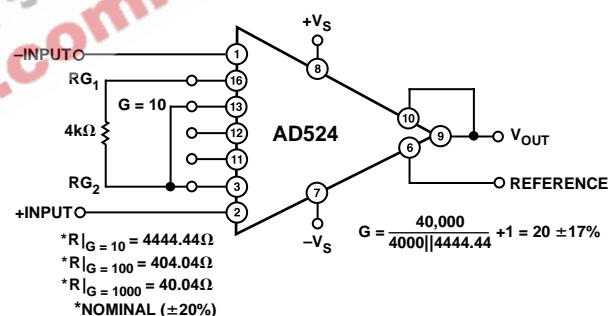 .com
+VS
–INPUT
1
8
RG1
16
G = 10
13
10
4kΩ
12
AD524
9
VOUT
11
6
RG2
3
REFERENCE
+INPUT
2
7
–VS
*R|G = 10 = 4444.44Ω
*R|G = 100 = 404.04Ω
*R|G = 1000 = 40.04Ω
*NOMINAL (±20%)
G = 40,000 / 4000||4444.44 +1 = 20 ±17%